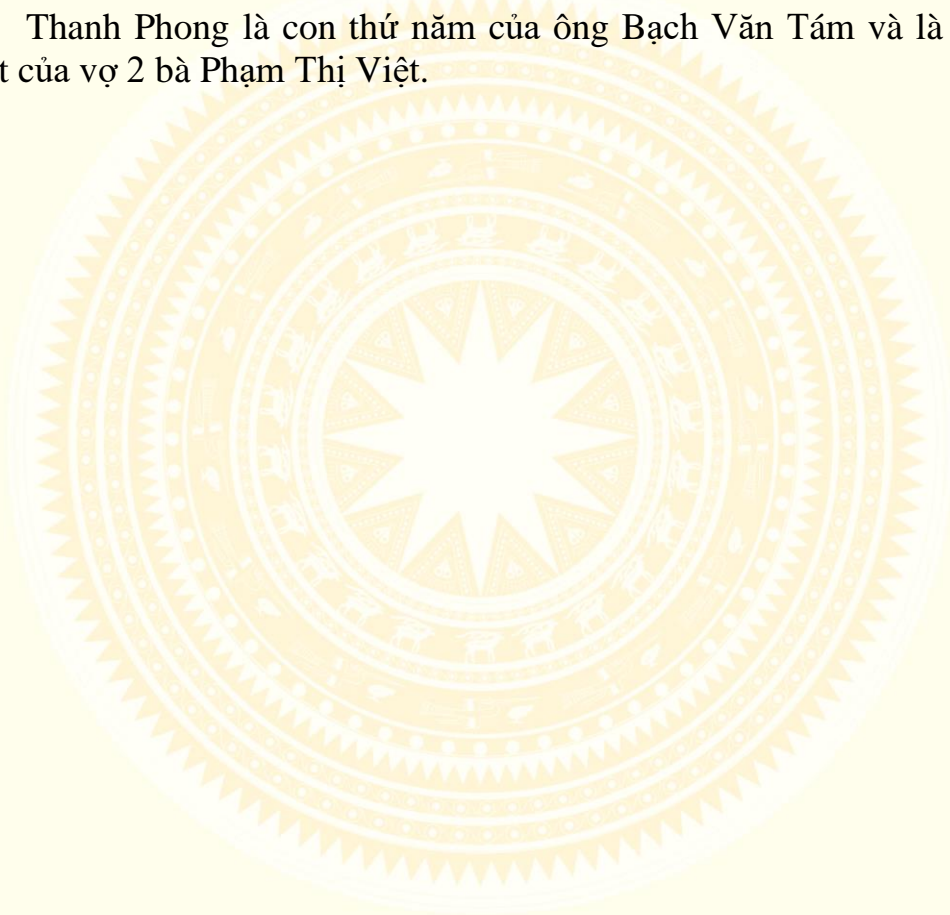 Thanh Phong là con thứ năm của ông Bạch Văn Tám và là
của vợ 2 bà Phạm Thị Việt.